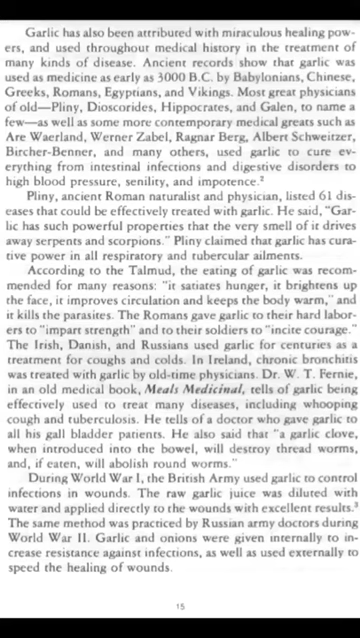 Garlic has also been attributed with miraculous healing pow-
ers, and used throughout medical history in the treatment of
many kinds of disease. Ancient records show that garlic was
used as medicine as early as 3000 B.C. by Babylonians, Chinese,
Greeks, Romans, Egyptians, and Vikings. Most great physicians
of old—Pliny, Dioscorides, Hippocrates, and Galen, to name a
few—as well as some more contemporary medical greats such as
Are Waerland, Werner Zabel, Ragnar Berg, Albert Schweitzer,
Bircher-Benner, and many others, used garlic to cure ev-
erything from intestinal infections and digestive disorders to
high blood pressure, senility, and impotence.²
Pliny, ancient Roman naturalist and physician, listed 61 dis-
eases that could be effectively treated with garlic. He said, "Gar-
lic has such powerful properties that the very smell of it drives
away serpents and scorpions." Pliny claimed that garlic has cura-
tive power in all respiratory and tubercular ailments.
According to the Talmud, the eating of garlic was recom-
mended for many reasons: "it satiates hunger, it brightens up
the face, it improves circulation and keeps the body warm," and
it kills the parasites. The Romans gave garlic to their hard labor-
ers to "impart strength" and to their soldiers to "incite courage."
The Irish, Danish, and Russians used garlic for centuries as a
treatment for coughs and colds. In Ireland, chronic bronchitis
was treated with garlic by old-time physicians. Dr. W. T. Fernie,
in an old medical book, Meals Medicinal, tells of garlic being
effectively used to treat many diseases, including whooping
cough and tuberculosis. He tells of a doctor who gave garlic to
all his gall bladder patients. He also said that "a garlic clove,
when introduced into the bowel, will destroy thread worms,
and, if eaten, will abolish round worms."
During World War I, the British Army used garlic to control
infections in wounds. The raw garlic juice was diluted with
water and applied directly to the wounds with excellent results.³
The same method was practiced by Russian army doctors during
World War II. Garlic and onions were given internally to in-
crease resistance against infections, as well as used externally to
speed the healing of wounds.
15